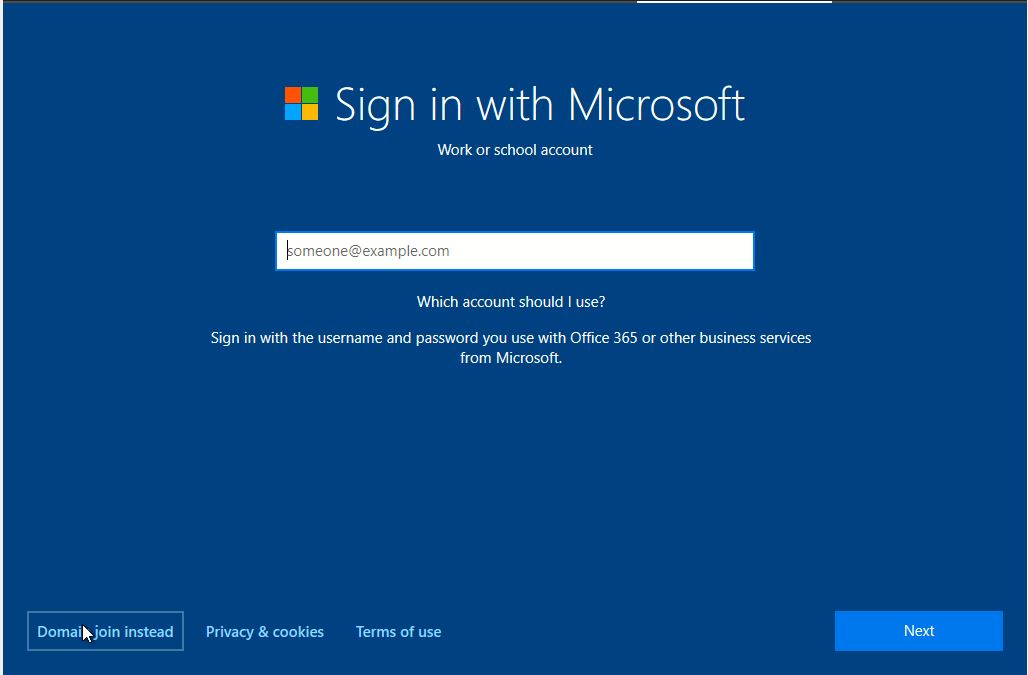 Sign in with Microsoft
Work or school account
someone@example.com
Which account should I use?
Sign in with the username and password you use with Office 365 or other business services
from Microsoft.
Domain join instead
Privacy & cookies
Terms of use
Next